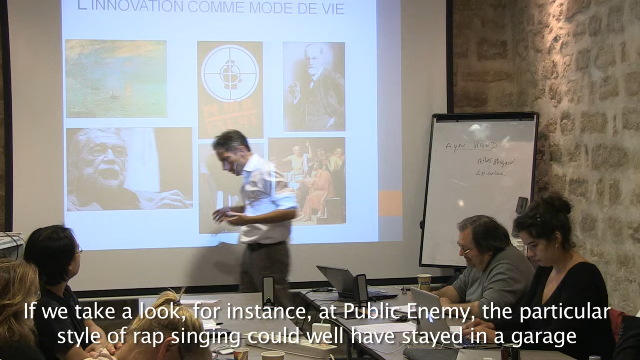 L'INNOVATION COMME MODE DE VIE
If we take a look, for instance, at Public Enemy, the particular
style of rap singing could well have stayed in a garage